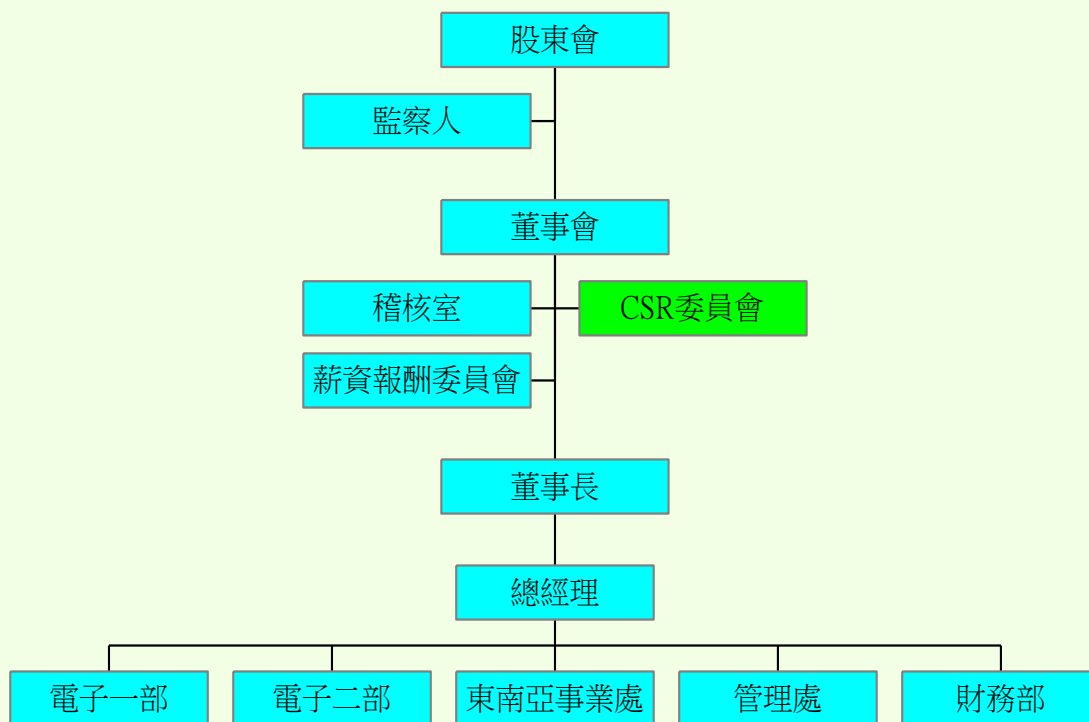 股東會
監察人
董事會
稽核室
CSR委員會
薪資報酬委員會
董事長
總經理
電子一部
電子二部
東南亞事業處
管理處
財務部